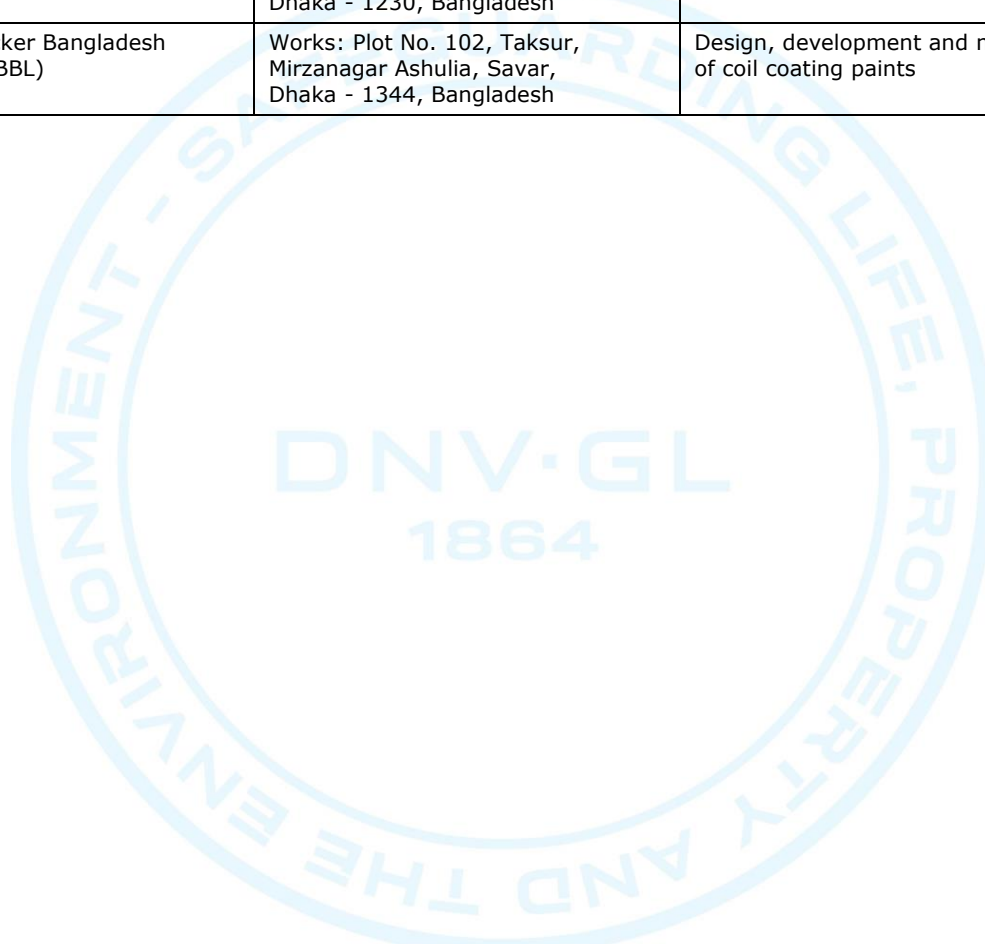 Dhaka - 1230, Bangladesh
ker Bangladesh
BBL)
Works: Plot No. 102, Taksur,
Mirzanagar Ashulia, Savar,
Dhaka - 1344, Bangladesh
Design, development and
of coil coating paints
SAFEGUARDING LIFE, PROPERTY AND THE ENVIRONMENT -
DNV·GL
1864